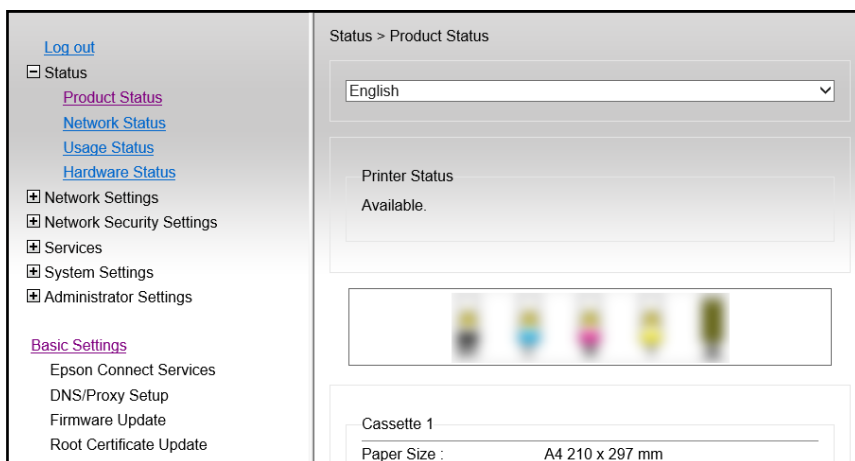 Log out
Status
Product Status
Network Status
Usage Status
Hardware Status
Network Settings
Network Security Settings
Services
System Settings
Administrator Settings
Basic Settings
Epson Connect Services
DNS/Proxy Setup
Firmware Update
Root Certificate Update
Status > Product Status
English
Printer Status
Available.
Cassette 1
Paper Size : A4 210 x 297 mm